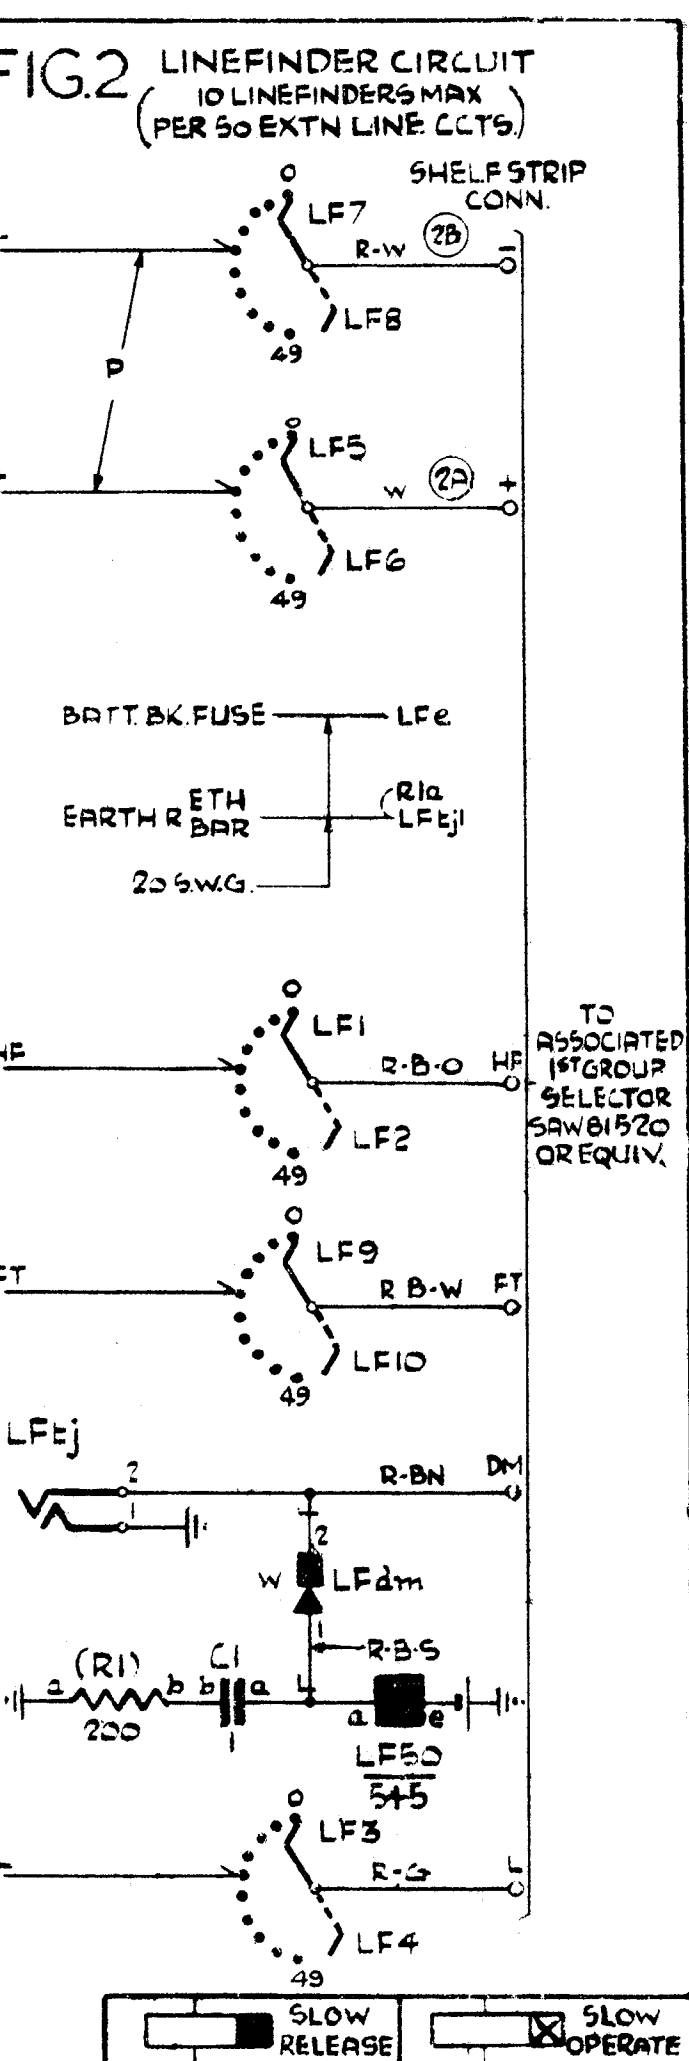 FIG.2 LINEFINDER CIRCUIT
(10 LINEFINDERS MAX
PER 50 EXTN LINE CCTS.)
SHELF STRIP
CONN.
0
LF7
R-W
2B
-
LF8
49
P
0
LF5
W
2A
+
LF6
49
BATT. BK. FUSE
LFe
EARTH R
ETH
BAR
R1a
LFtj1
20 S.W.G.
0
LF1
HF
R-B-O
HF
LF2
49
TO
ASSOCIATED
1ST GROUP
SELECTOR
SAW81520
OR EQUIV.
0
LF9
FT
R B-W
FT
LF10
49
LFtj
2
R-BN
DM
1
2
W
LFdm
1
R-B-S
(R1)
C1
a
b
b
a
200
1
a
e
LF50
545
0
LF3
R-G
L
LF4
49
SLOW
RELEASE
SLOW
OPERATE